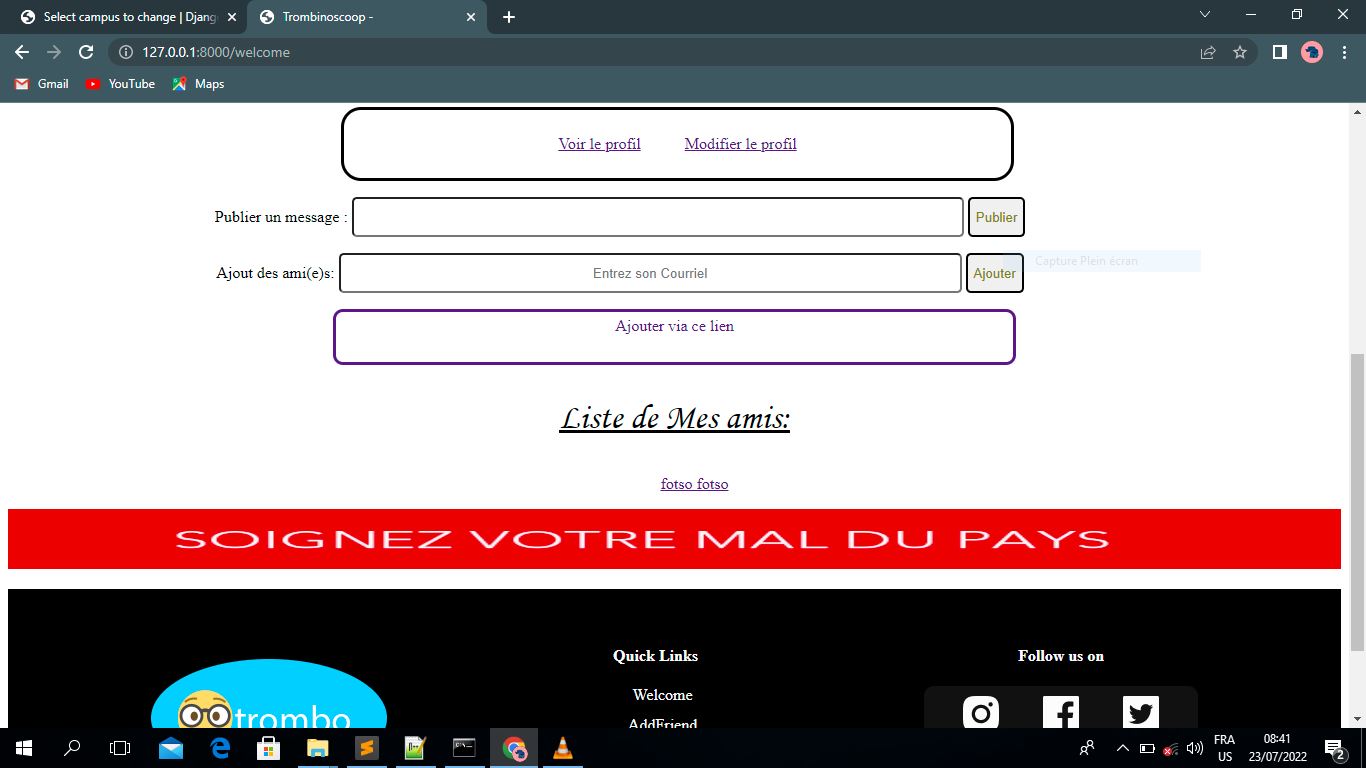 Select campus to change | Djang
Trombinoscoop -
127.0.0.1:8000/welcome
Gmail
YouTube
Maps
Voir le profil
Modifier le profil
Publier un message :
Publier
Ajout des ami(e)s:
Entrez son Courriel
Ajouter
Capture Plein écran
Ajouter via ce lien
Liste de Mes amis:
fotso fotso
SOIGNEZ VOTRE MAL DU PAYS
trombo
Quick Links
Welcome
AddFriend
Follow us on
FRA
US
08:41
23/07/2022
2